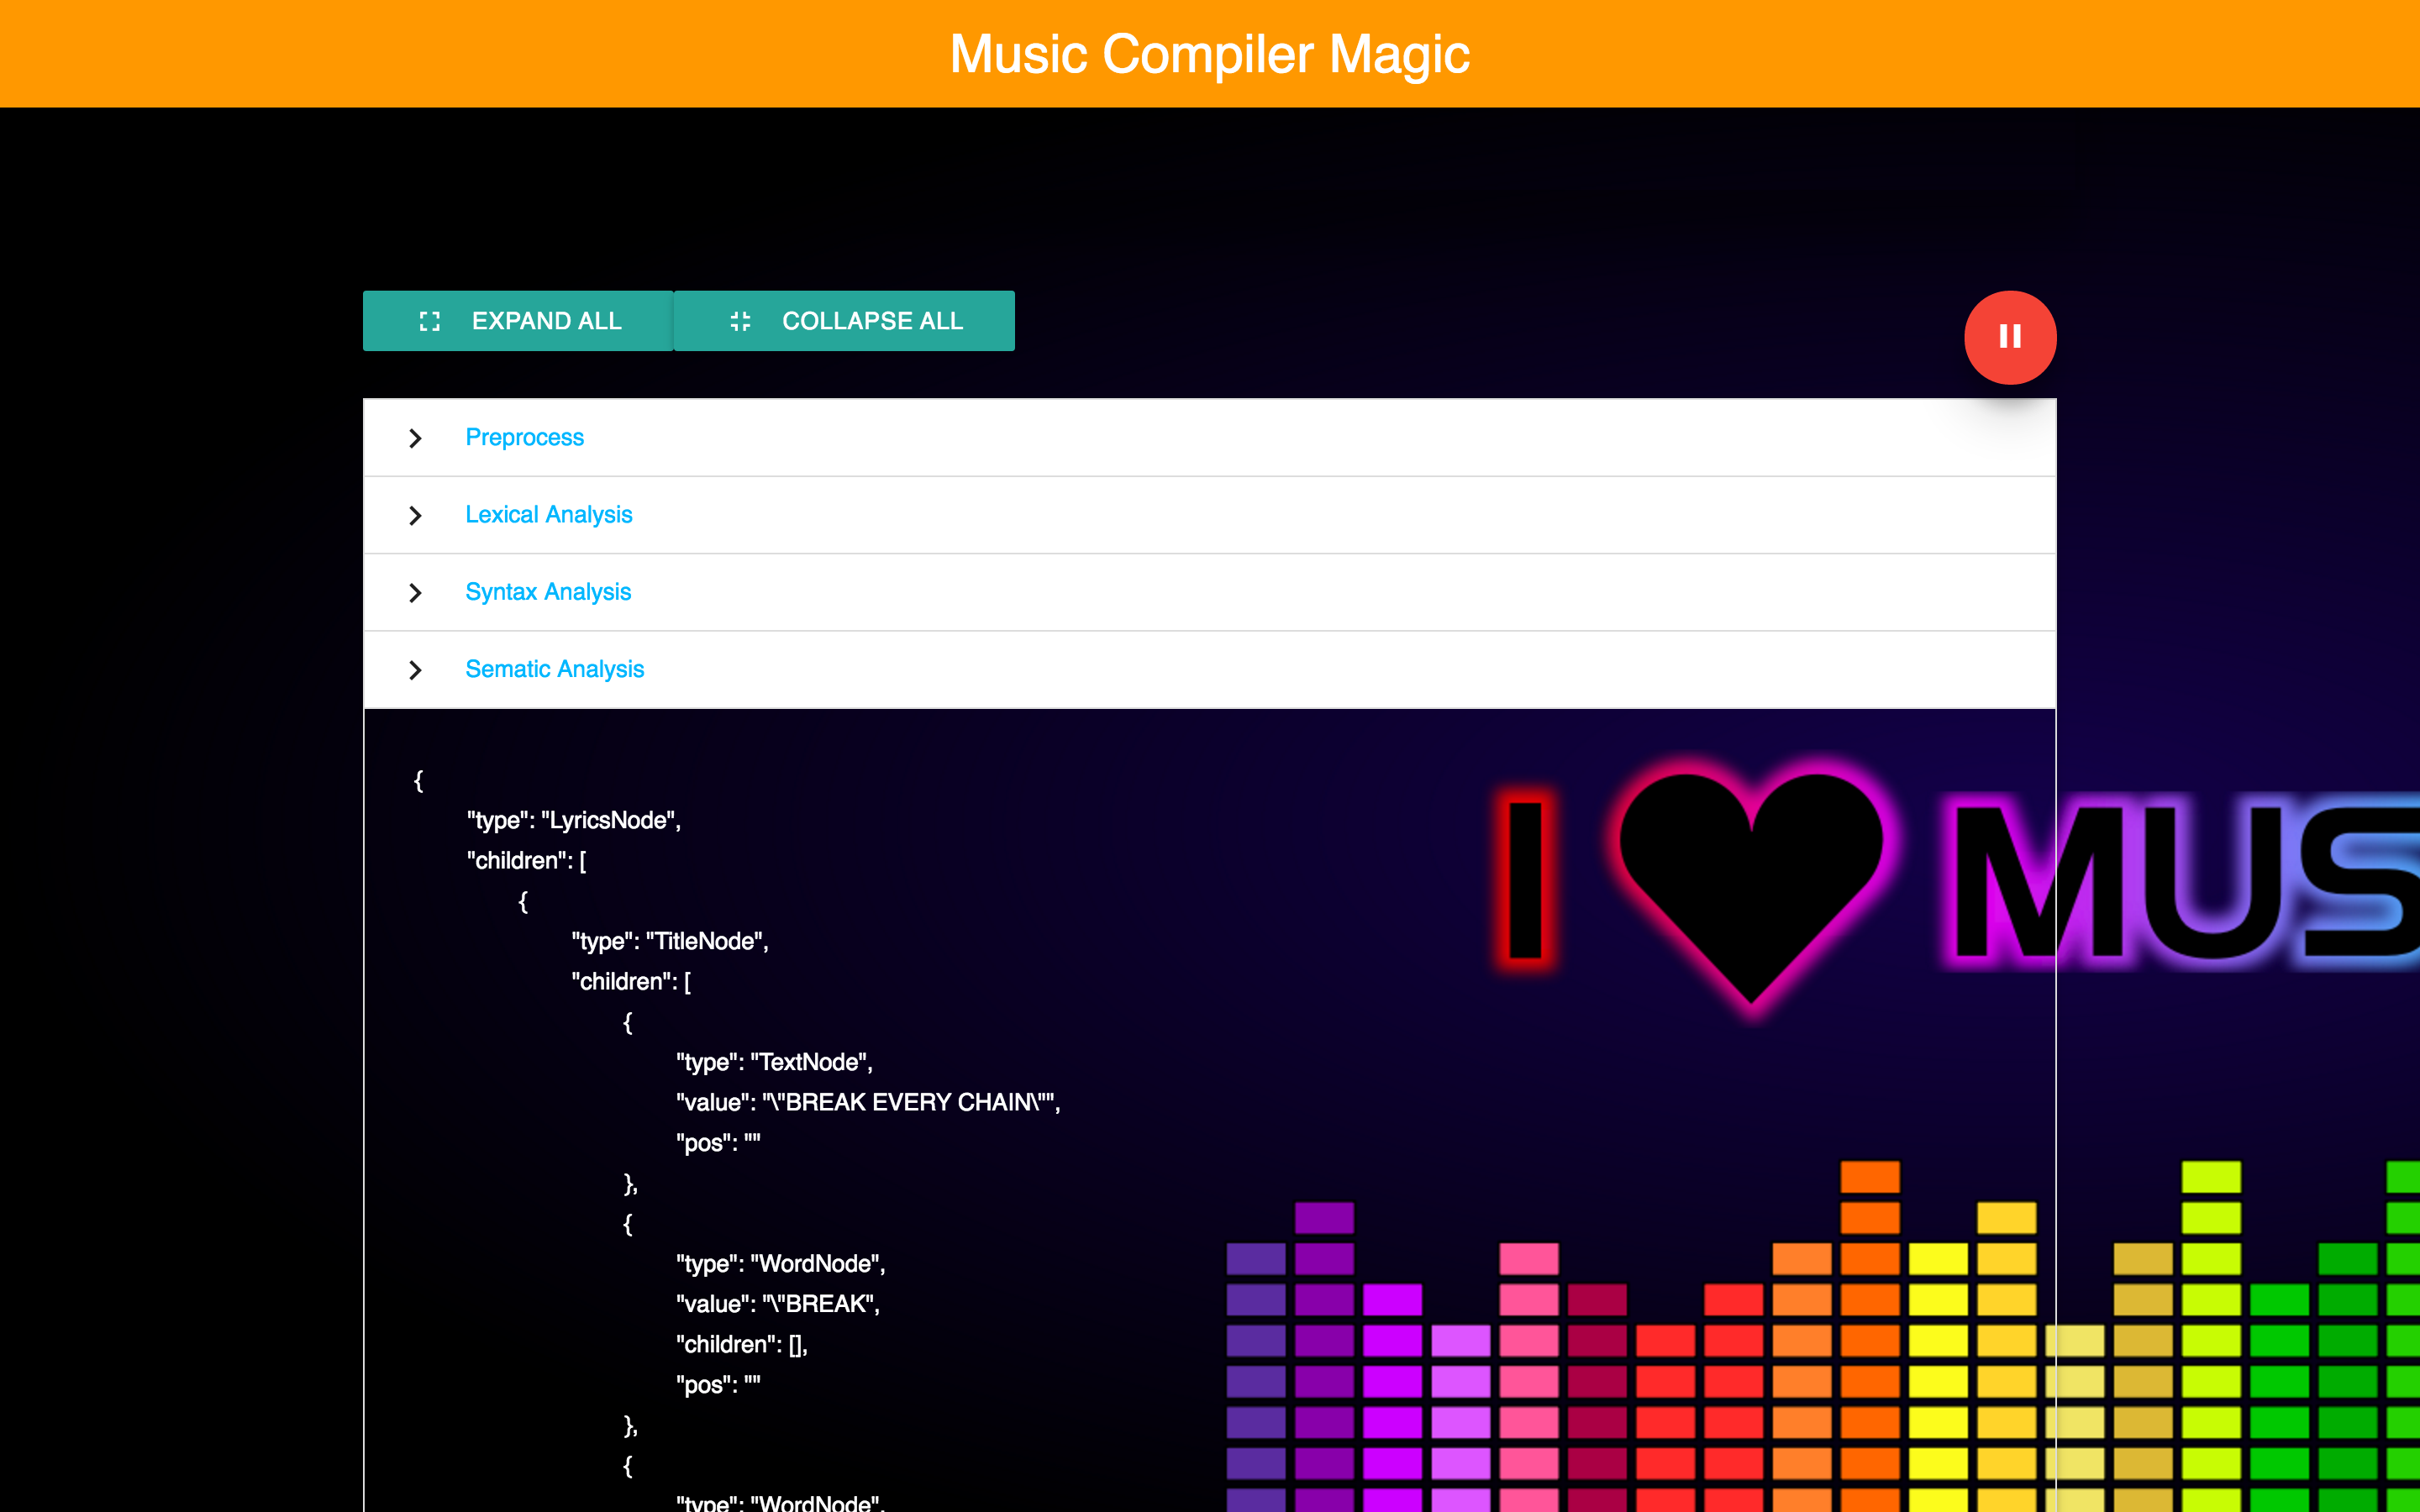 Music Compiler Magic
EXPAND ALL
COLLAPSE ALL
Preprocess
Lexical Analysis
Syntax Analysis
Sematic Analysis
{
"type": "LyricsNode",
"children": [
{
"type": "TitleNode",
"children": [
{
"type": "TextNode",
"value": "\"BREAK EVERY CHAIN\"",
"pos": ""
},
{
"type": "WordNode",
"value": "\"BREAK",
"children": [],
"pos": ""
},
{
"type": "WordNode",
I MUS